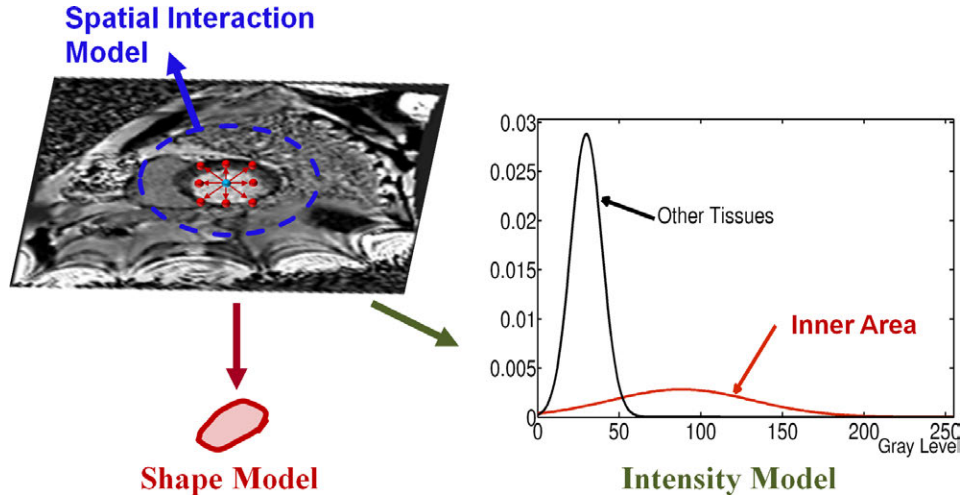 Spatial Interaction
Model
0.03
0.025
0.02
0.015
0.01
0.005
0
Other Tissues
Inner Area
0 50 100 150 200 250
Gray Level
Shape Model
Intensity Model